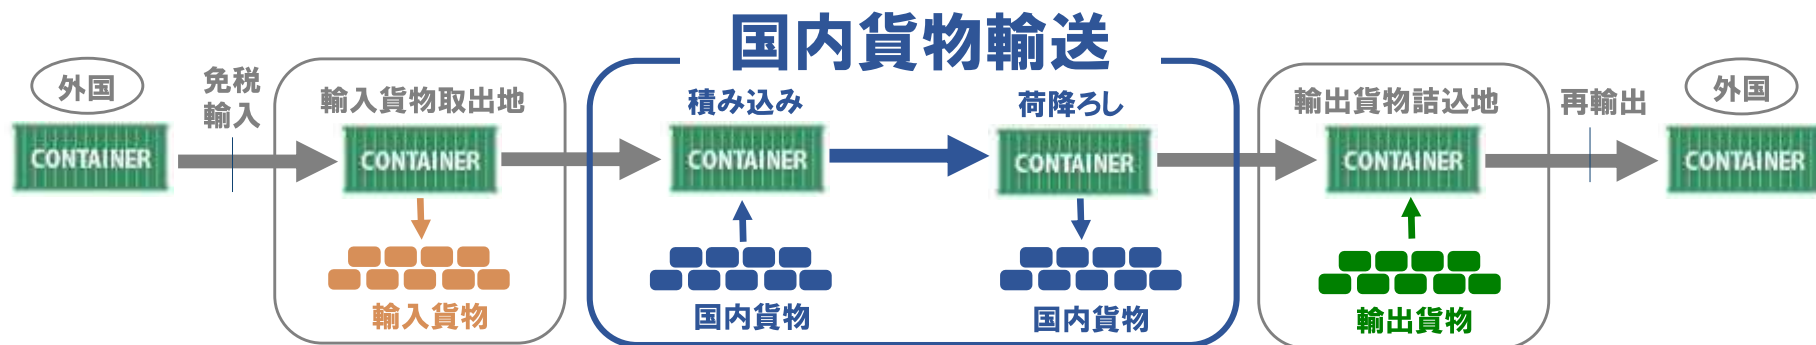 国内貨物輸送
外国
免税
輸入
輸入貨物取出地
積み込み
荷降ろし
輸出貨物詰込地
再輸出
外国
CONTAINER
CONTAINER
CONTAINER
CONTAINER
CONTAINER
CONTAINER
輸入貨物
国内貨物
国内貨物
輸出貨物